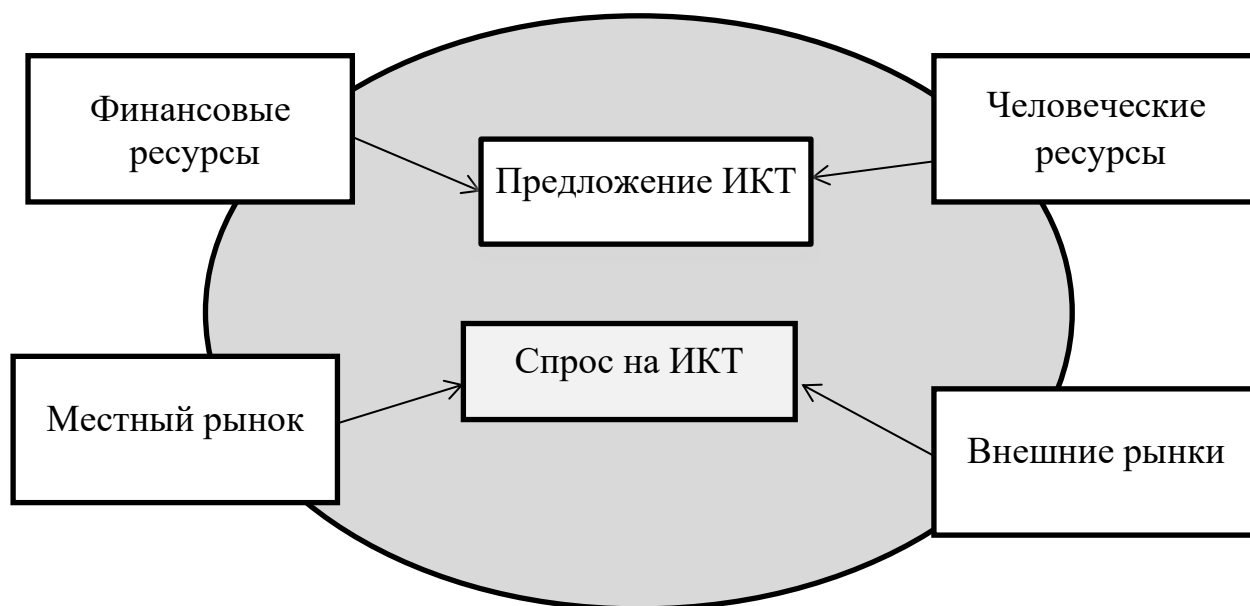 Финансовые
ресурсы
Человеческие
ресурсы
Предложение ИКТ
Спрос на ИКТ
Местный рынок
Внешние рынки